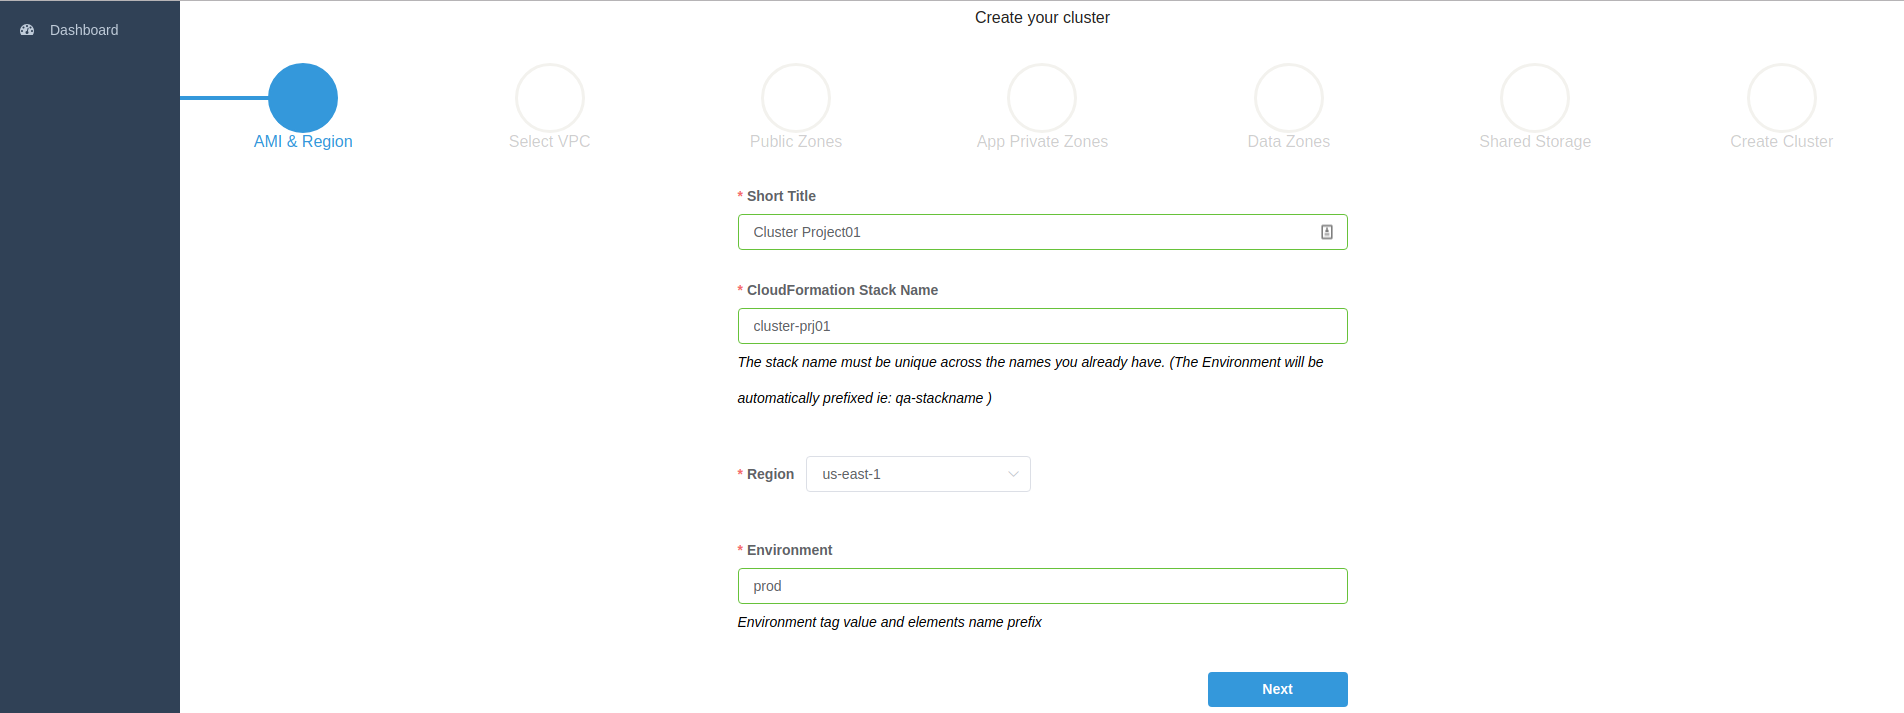 Dashboard
Create your cluster
AMI & Region
Select VPC
Public Zones
App Private Zones
Data Zones
Shared Storage
Create Cluster
* Short Title
Cluster Project01
* CloudFormation Stack Name
cluster-prj01
The stack name must be unique across the names you already have. (The Environment will be
automatically prefixed ie: qa-stackname )
* Region
us-east-1
* Environment
prod
Environment tag value and elements name prefix
Next